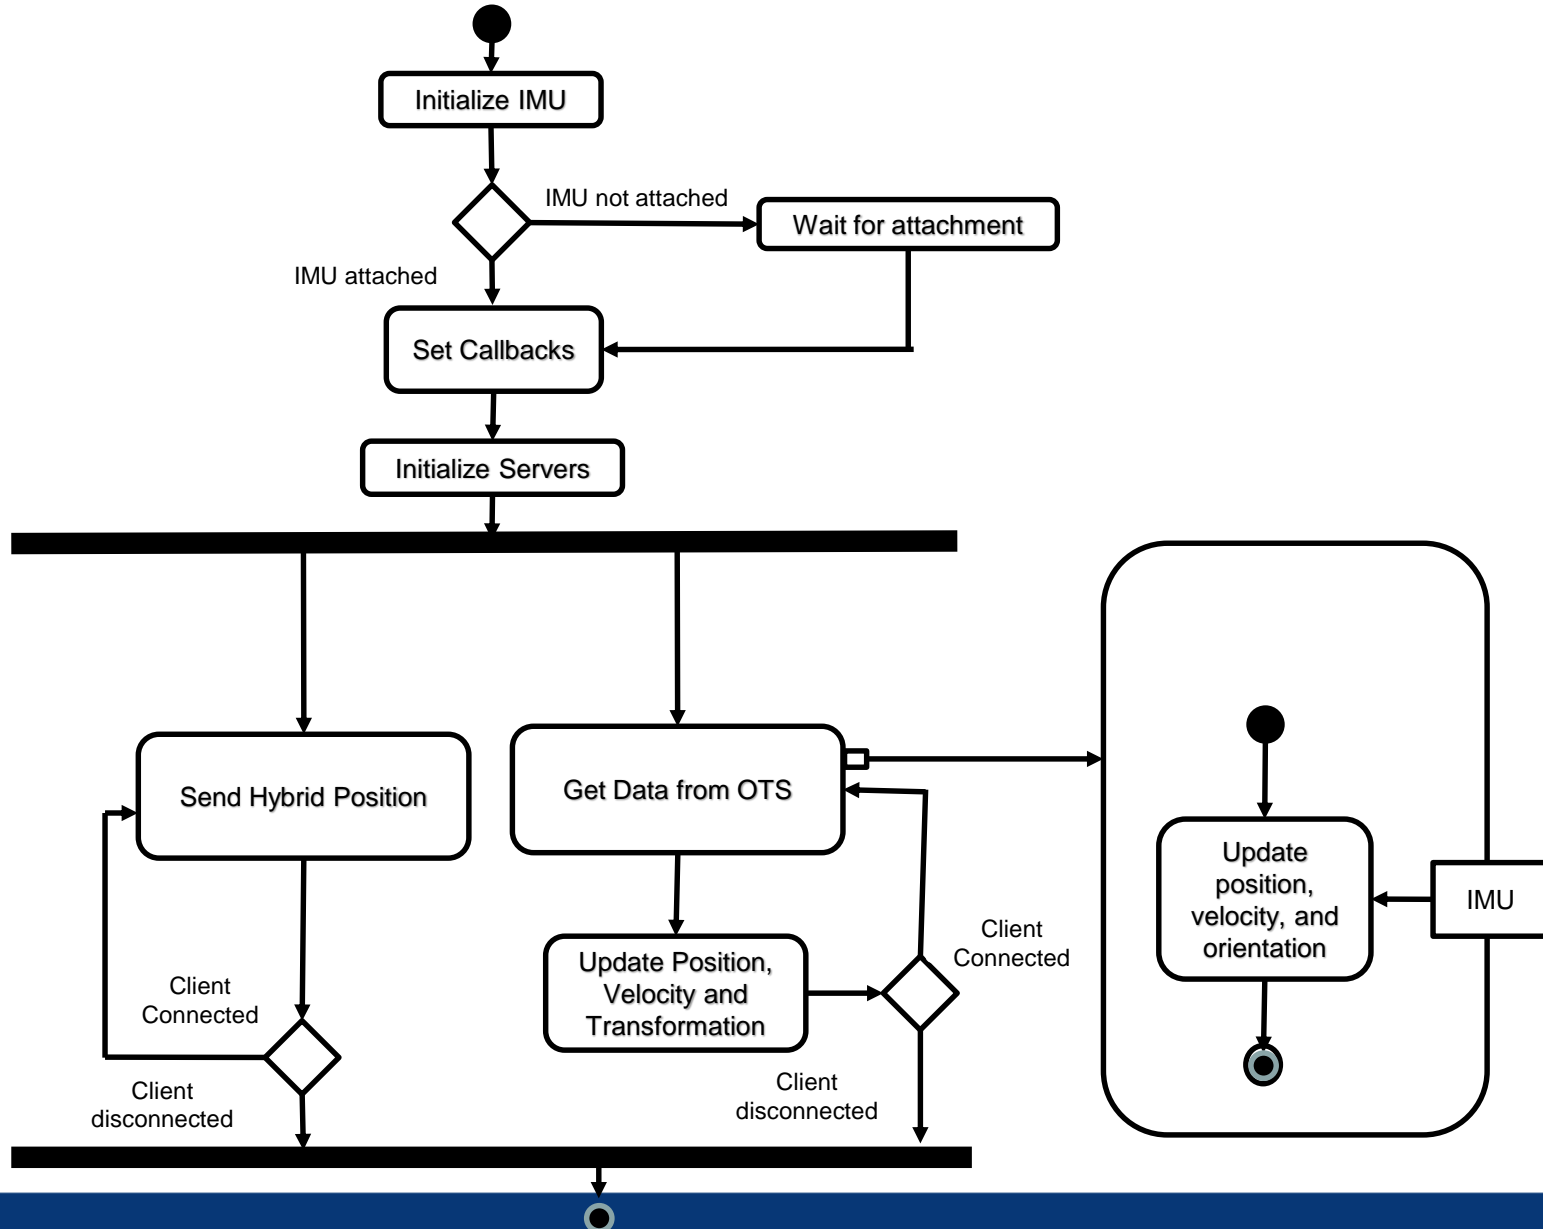 Initialize IMU
IMU not attached
Wait for attachment
IMU attached
Set Callbacks
Initialize Servers
Send Hybrid Position
Get Data from OTS
Update
position,
velocity, and
orientation
IMU
Client
Connected
Update Position,
Velocity and
Transformation
Client
Connected
Client
disconnected
Client
disconnected